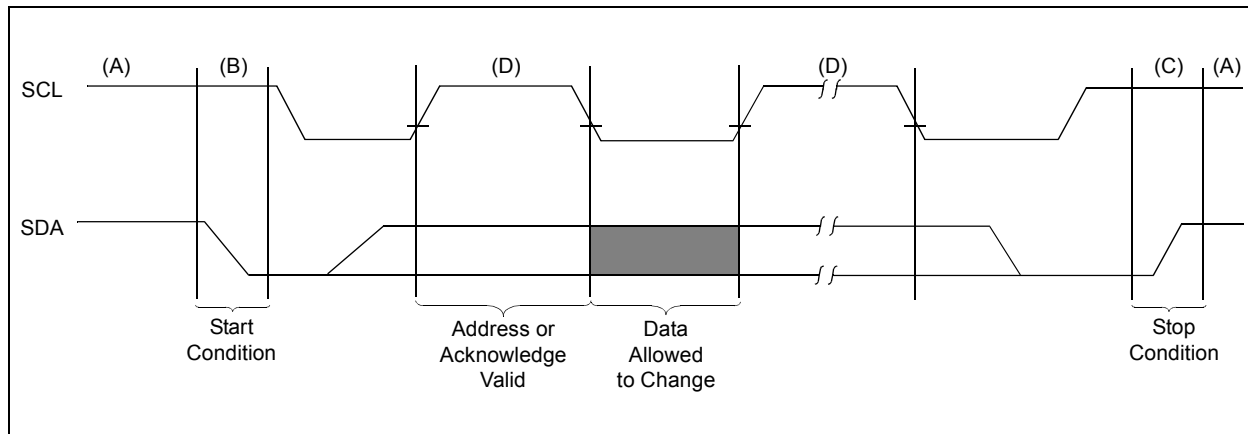 (A)
(B)
(D)
(D)
(C)
(A)
SCL
SDA
Start
Condition
Address or
Acknowledge
Valid
Data
Allowed
to Change
Stop
Condition